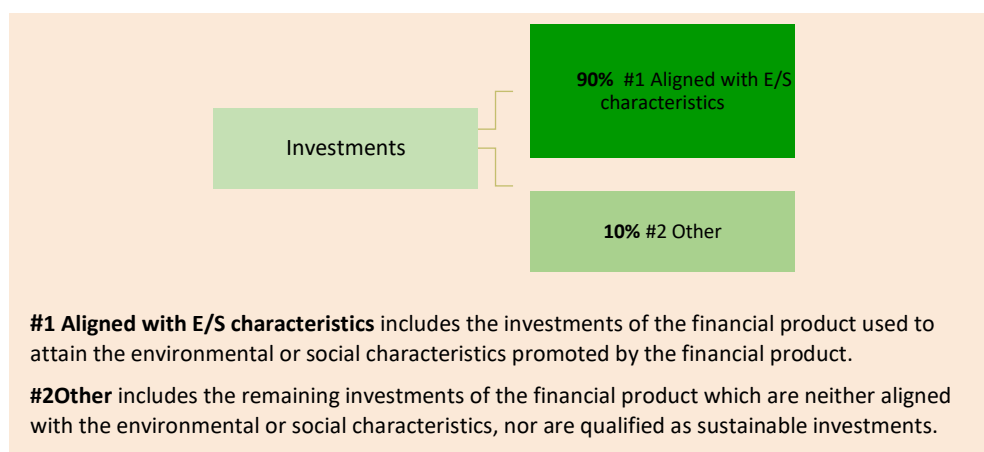 90% #1 Aligned with E/S
characteristics
Investments
10% #2 Other
#1 Aligned with E/S characteristics includes the investments of the financial product used to
attain the environmental or social characteristics promoted by the financial product.
#2Other includes the remaining investments of the financial product which are neither aligned
with the environmental or social characteristics, nor are qualified as sustainable investments.